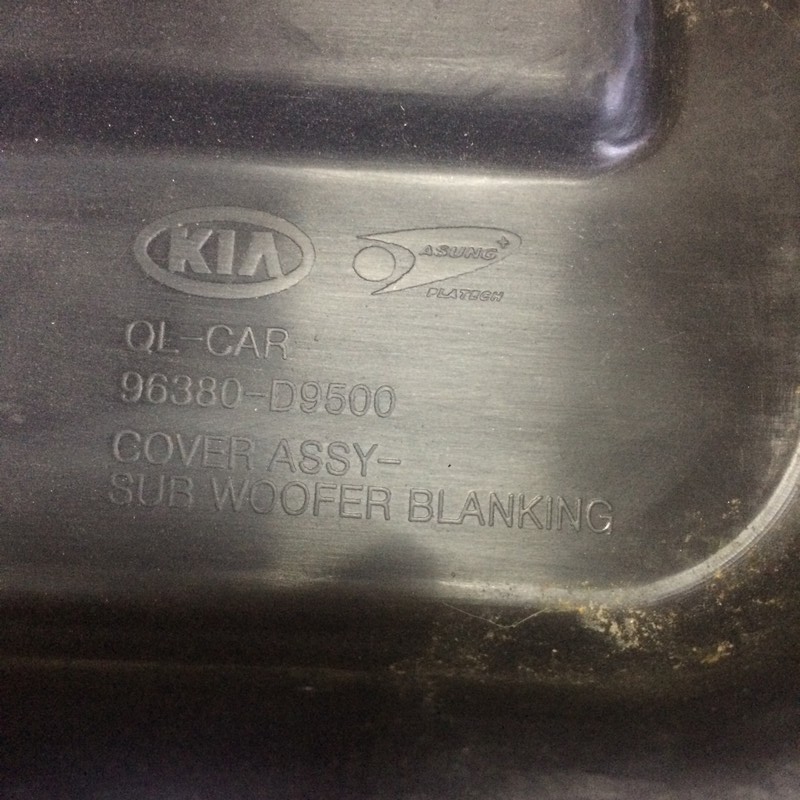 KIA
ASUNG+
PLATECH
QL-CAR
96380-D9500
COVER ASSY-
SUB WOOFER BLANKING